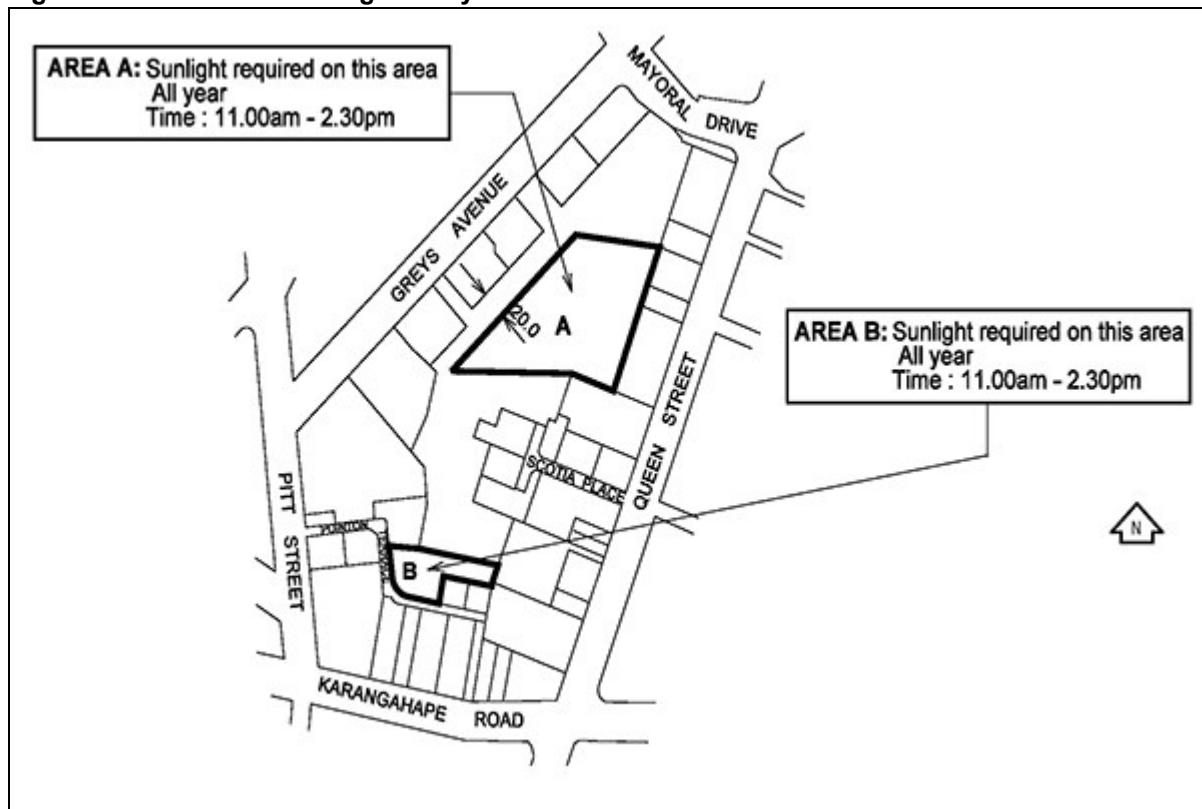 AREA A: Sunlight required on this area
All year
Time : 11.00am - 2.30pm
MAYORAL DRIVE
GREYS AVENUE
20.0
A
AREA B: Sunlight required on this area
All year
Time : 11.00am - 2.30pm
QUEEN STREET
SCOTIA PLACE
PITT STREET
B
N
KARANGAHAPE ROAD